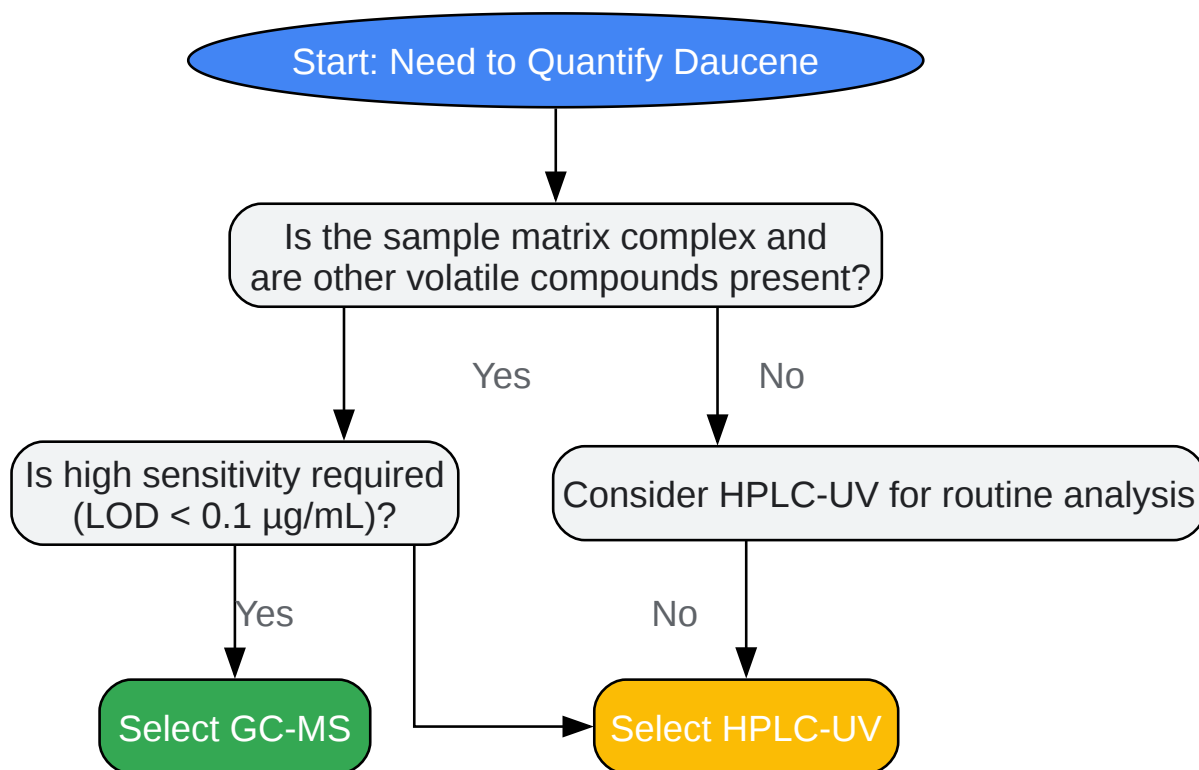 Start: Need to Quantify Daucene
Is the sample matrix complex and
are other volatile compounds present?
Yes
No
Is high sensitivity required
(LOD < 0.1 µg/mL)?
Consider HPLC-UV for routine analysis
Yes
No
Select GC-MS
Select HPLC-UV